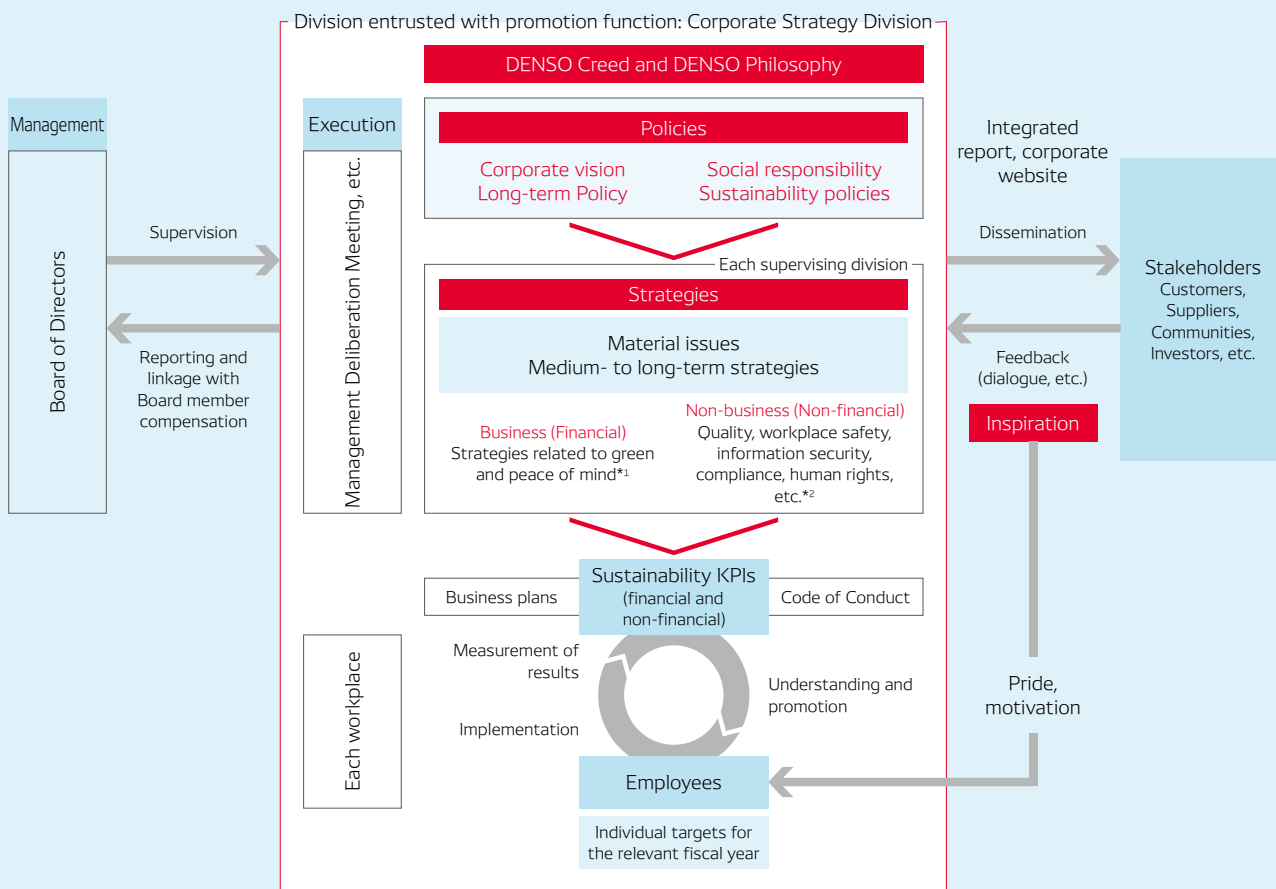 Division entrusted with promotion function: Corporate Strategy Division
DENSO Creed and DENSO Philosophy
Management
Board of Directors
Supervision
Reporting and
linkage with
Board member
compensation
Execution
Management Deliberation Meeting, etc.
Policies
Corporate vision
Long-term Policy
Social responsibility
Sustainability policies
Each supervising division
Strategies
Material issues
Medium- to long-term strategies
Business (Financial)
Strategies related to green
and peace of mind*1
Non-business (Non-financial)
Quality, workplace safety,
information security,
compliance, human rights,
etc.*2
Integrated
report, corporate
website
Dissemination
Stakeholders
Customers,
Suppliers,
Communities,
Investors, etc.
Feedback
(dialogue, etc.)
Inspiration
Business plans
Sustainability KPIs
(financial and
non-financial)
Code of Conduct
Each workplace
Measurement of
results
Implementation
Understanding and
promotion
Pride,
motivation
Employees
Individual targets for
the relevant fiscal year